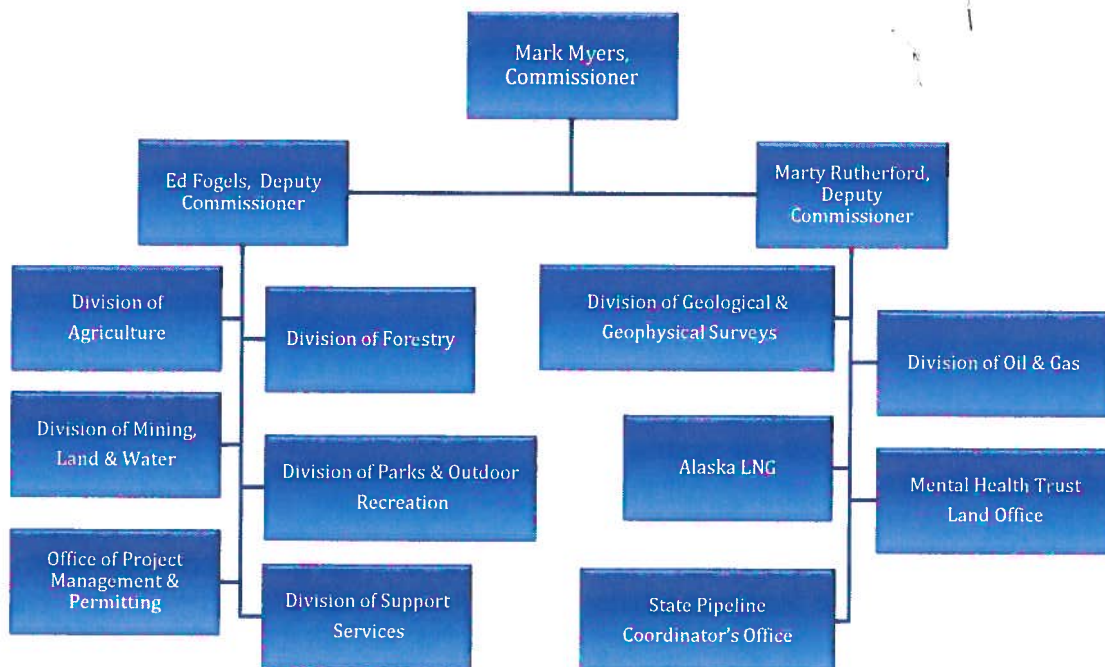 Mark Myers,
Commissioner
Ed Fogels, Deputy
Commissioner
Marty Rutherford,
Deputy
Commissioner
Division of
Agriculture
Division of Forestry
Division of Mining,
Land & Water
Division of Parks & Outdoor
Recreation
Office of Project
Management &
Permitting
Division of Support
Services
Division of Geological &
Geophysical Surveys
Division of Oil & Gas
Alaska LNG
Mental Health Trust
Land Office
State Pipeline
Coordinator's Office